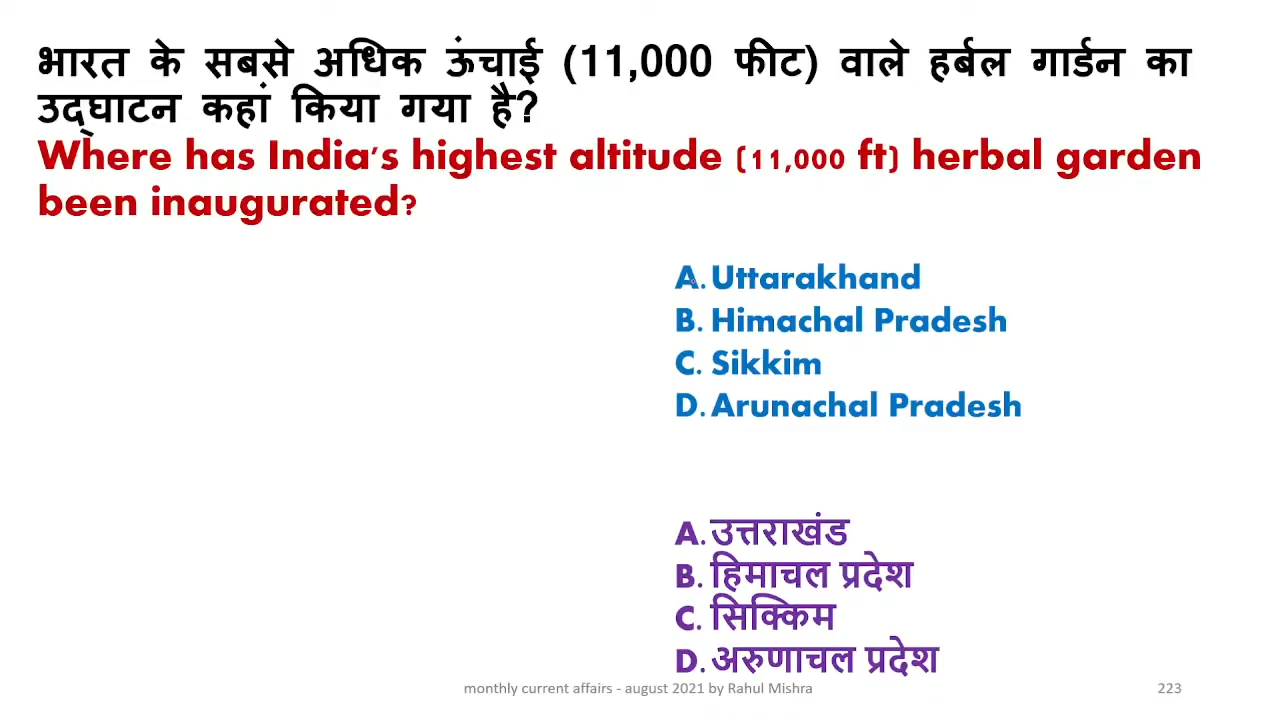 भारत के सबसे अधिक ऊंचाई (11,000 फीट) वाले हर्बल गार्डन का
उद्घाटन कहां किया गया है?
Where has India's highest altitude (11,000 ft) herbal garden
been inaugurated?
A. Uttarakhand
B. Himachal Pradesh
C. Sikkim
D. Arunachal Pradesh
A. उत्तराखंड
B. हिमाचल प्रदेश
C. सिक्किम
D. अरुणाचल प्रदेश
monthly current affairs - august 2021 by Rahul Mishra
223